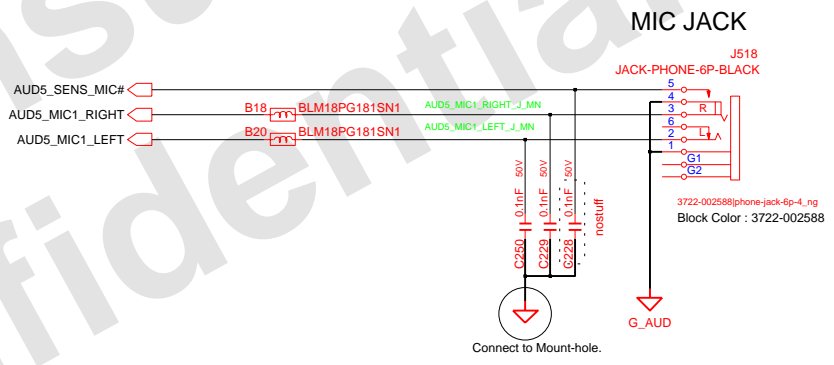 MIC JACK
J518
JACK-PHONE-6P-BLACK
AUD5_SENS_MIC#
5
4
AUD5_MIC1_RIGHT
B18
BLM18PG181SN1
AUD5_MIC1_RIGHT_J_MN
3
R
6
AUD5_MIC1_LEFT
B20
BLM18PG181SN1
AUD5_MIC1_LEFT_J_MN
2
L
1
G1
G2
C250 0.1nF 50V
C229 0.1nF 50V
C228 0.1nF 50V
nostuff
3722-002588|phone-jack-6p-4_ng
Block Color : 3722-002588
G_AUD
Connect to Mount-hole.
fidential